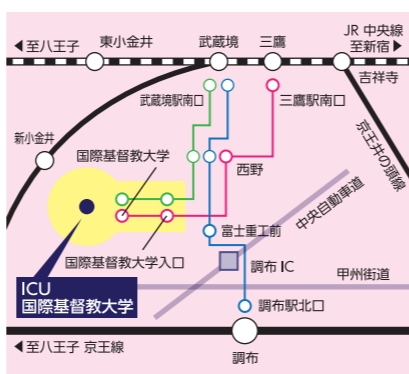 ◀至八王子
東小金井
武蔵境
三鷹
JR 中央線
至新宿▶
吉祥寺
武蔵境駅南口
三鷹駅南口
新小金井
国際基督教大学
西野
京王井の頭線
中央自動車道
国際基督教大学入口
富士重工前
ICU
国際基督教大学
調布 IC
甲州街道
調布駅北口
◀至八王子 京王線
調布